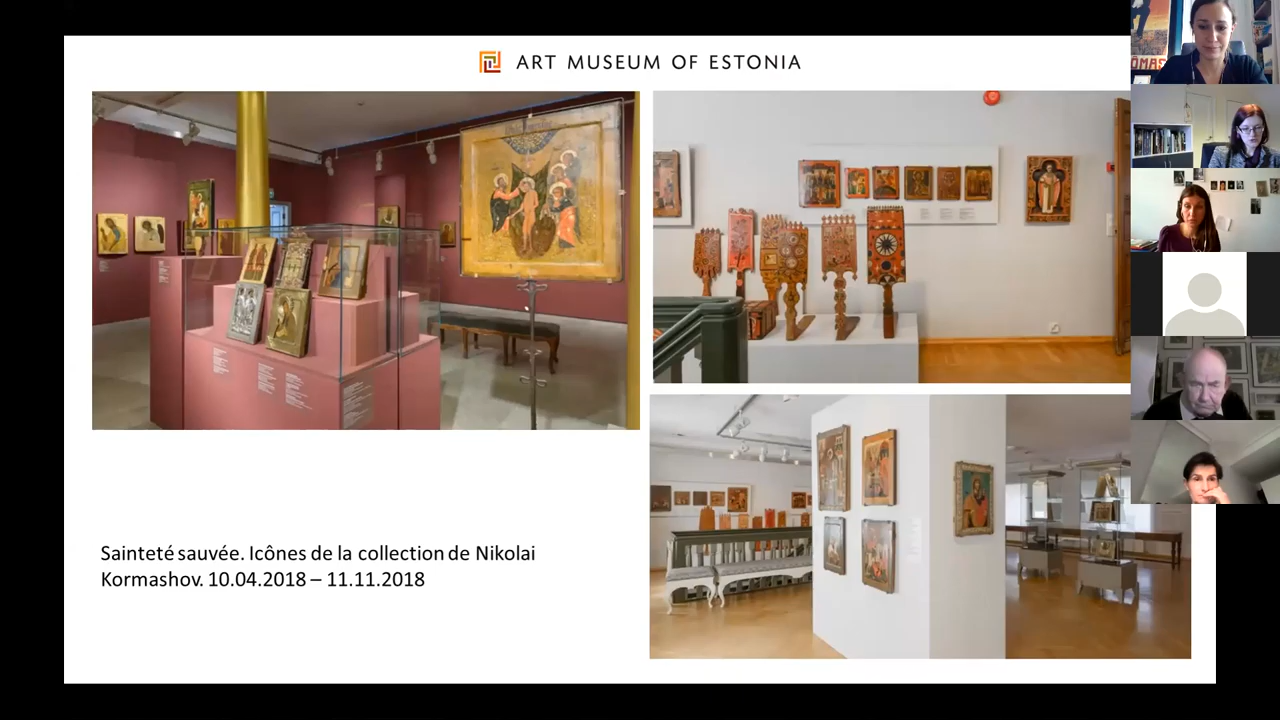 ART MUSEUM OF ESTONIA
Sainteté sauvée. Icônes de la collection de Nikolai
Kormashov. 10.04.2018 – 11.11.2018